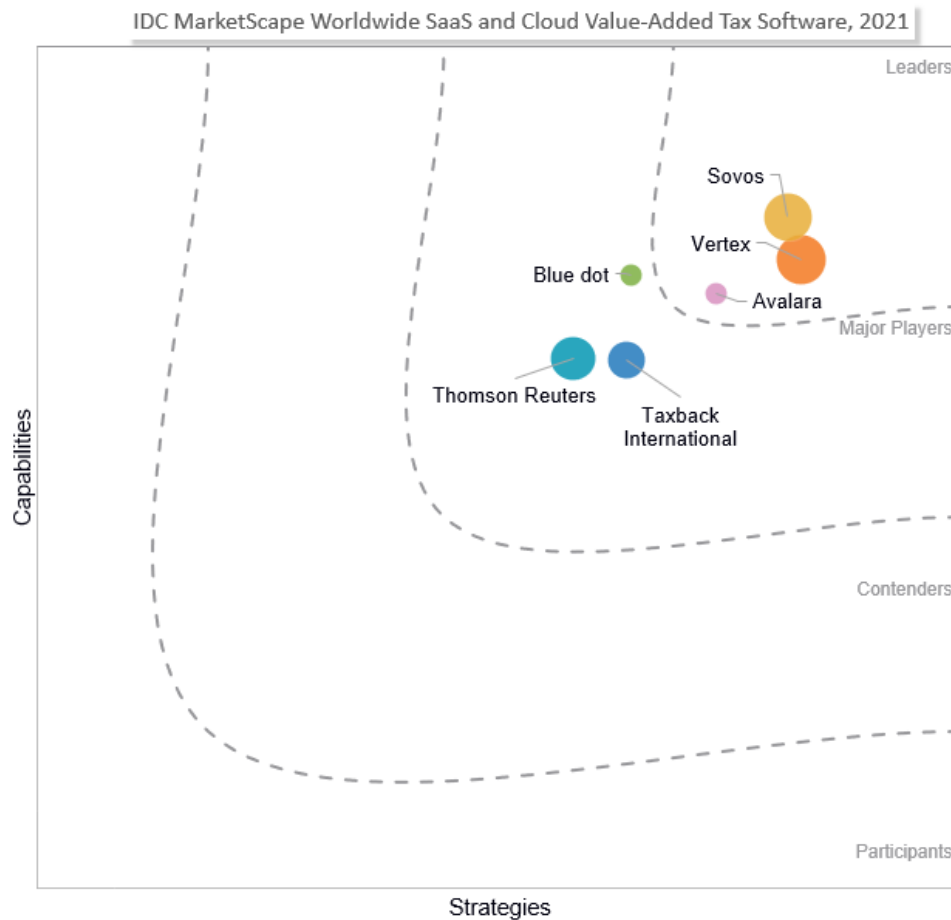 IDC MarketScape Worldwide SaaS and Cloud Value-Added Tax Software, 2021
Leaders
Sovos
Vertex
Blue dot
Avalara
Major Players
Thomson Reuters
Taxback
International
Capabilities
Contenders
Participants
Strategies